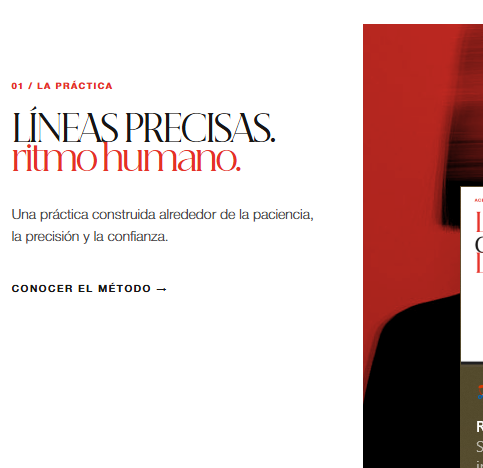 01 / LA PRÁCTICA
LÍNEAS PRECISAS.
ritmo humano.
Una práctica construida alrededor de la paciencia,
la precisión y la confianza.
CONOCER EL MÉTODO →